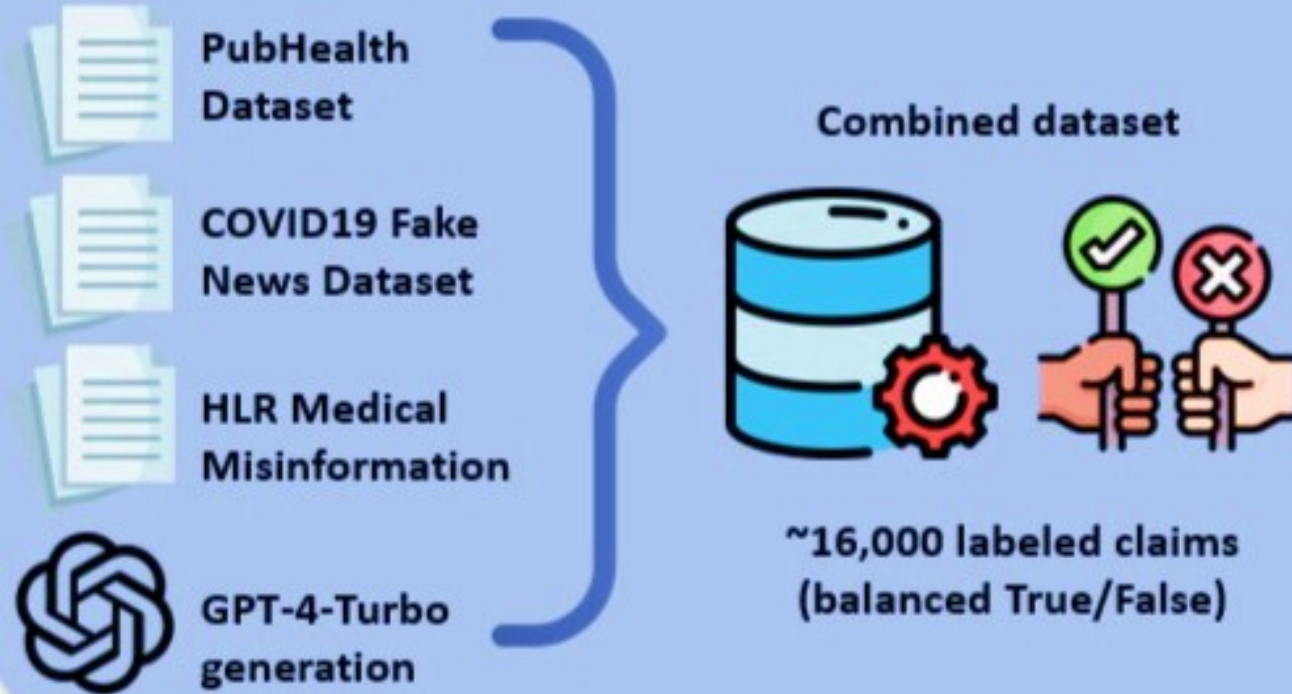 PubHealth
Dataset
COVID19 Fake
News Dataset
HLR Medical
Misinformation
GPT-4-Turbo
generation
Combined dataset
~16,000 labeled claims
(balanced True/False)